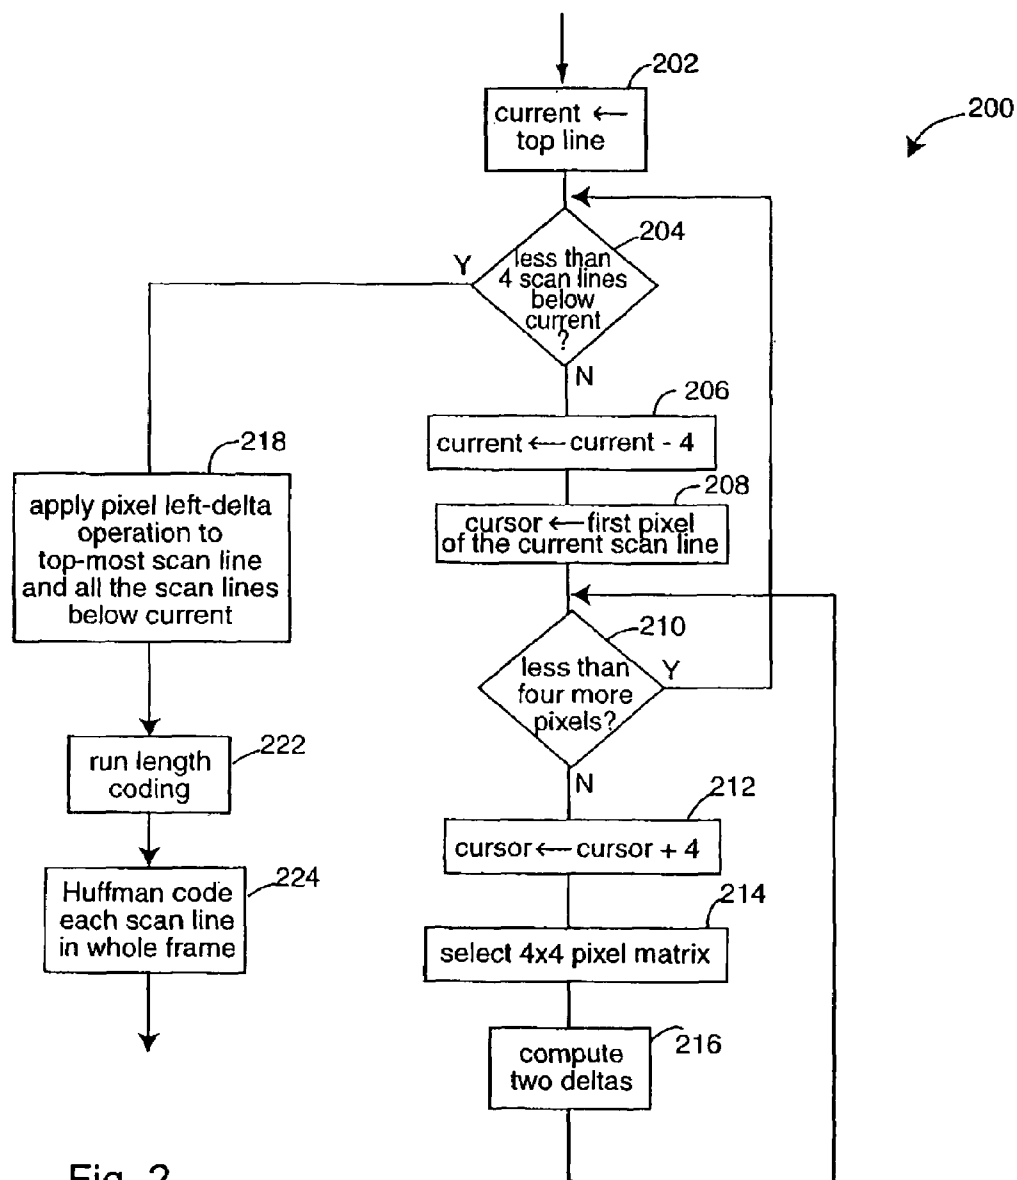 202
current ←
top line
200
204
less than
4 scan lines
below
current
?
Y
N
206
current ← current - 4
208
cursor ← first pixel
of the current scan line
210
less than
four more
pixels?
Y
N
212
cursor ← cursor + 4
214
select 4x4 pixel matrix
216
compute
two deltas
218
apply pixel left-delta
operation to
top-most scan line
and all the scan lines
below current
222
run length
coding
224
Huffman code
each scan line
in whole frame
Fig. 2